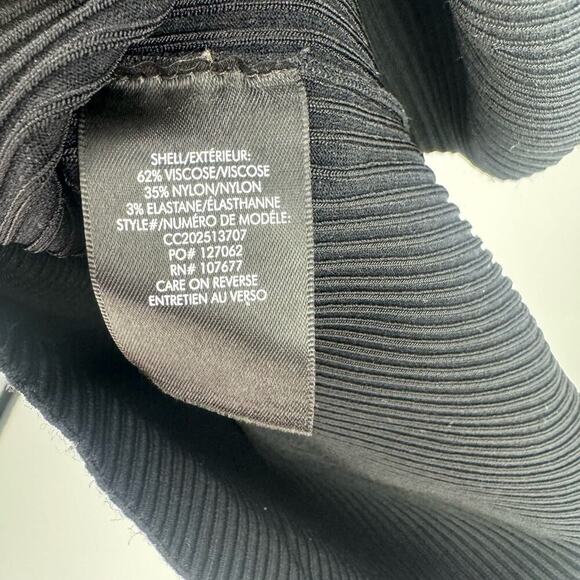 SHELL/EXTÉRIEUR:
62% VISCOSE/VISCOSE
35% NYLON/NYLON
3% ELASTANE/ÉLASTHANNE
STYLE#/NUMÉRO DE MODÈLE:
CC202513707
PO# 127062
RN# 107677
CARE ON REVERSE
ENTRETIEN AU VERSO